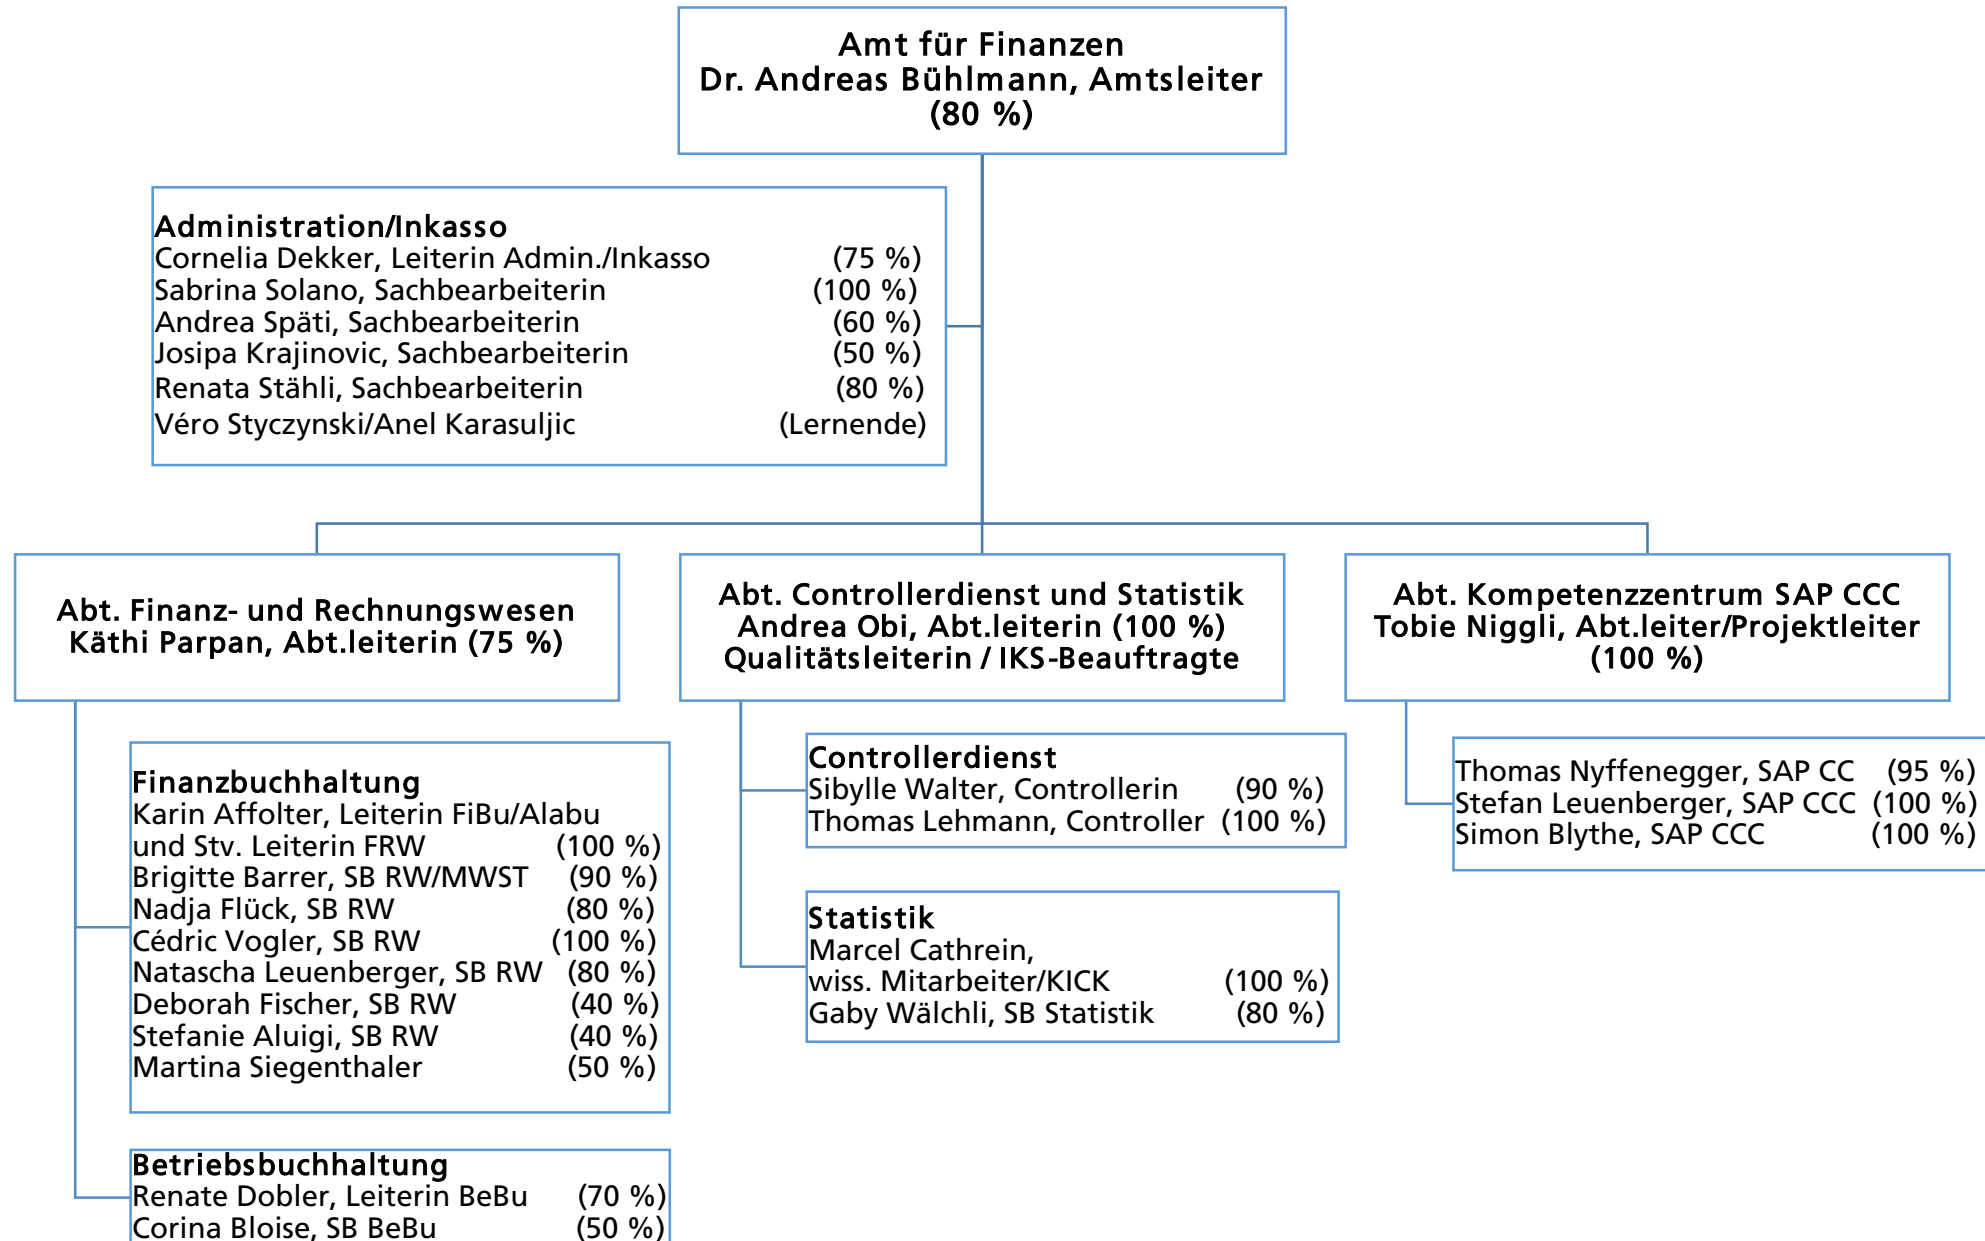 Amt für Finanzen
Dr. Andreas Bühlmann, Amtsleiter
(80 %)
Administration/Inkasso
Cornelia Dekker, Leiterin Admin./Inkasso (75 %)
Sabrina Solano, Sachbearbeiterin (100 %)
Andrea Späti, Sachbearbeiterin (60 %)
Josipa Krajinovic, Sachbearbeiterin (50 %)
Renata Stähli, Sachbearbeiterin (80 %)
Véro Styczynski/Anel Karasuljic (Lernende)
Abt. Finanz- und Rechnungswesen
Käthi Parpan, Abt.leiterin (75 %)
Finanzbuchhaltung
Karin Affolter, Leiterin FiBu/Alabu
und Stv. Leiterin FRW (100 %)
Brigitte Barrer, SB RW/MWST (90 %)
Nadja Flück, SB RW (80 %)
Cédric Vogler, SB RW (100 %)
Natascha Leuenberger, SB RW (80 %)
Deborah Fischer, SB RW (40 %)
Stefanie Aluigi, SB RW (40 %)
Martina Siegenthaler (50 %)
Betriebsbuchhaltung
Renate Dobler, Leiterin BeBu (70 %)
Corina Bloise, SB BeBu (50 %)
Abt. Controllerdienst und Statistik
Andrea Obi, Abt.leiterin (100 %)
Qualitätsleiterin / IKS-Beauftragte
Controllerdienst
Sibylle Walter, Controllerin (90 %)
Thomas Lehmann, Controller (100 %)
Statistik
Marcel Cathrein,
wiss. Mitarbeiter/KICK (100 %)
Gaby Wälchli, SB Statistik (80 %)
Abt. Kompetenzzentrum SAP CCC
Tobie Niggli, Abt.leiter/Projektleiter
(100 %)
Thomas Nyffenegger, SAP CC (95 %)
Stefan Leuenberger, SAP CCC (100 %)
Simon Blythe, SAP CCC (100 %)